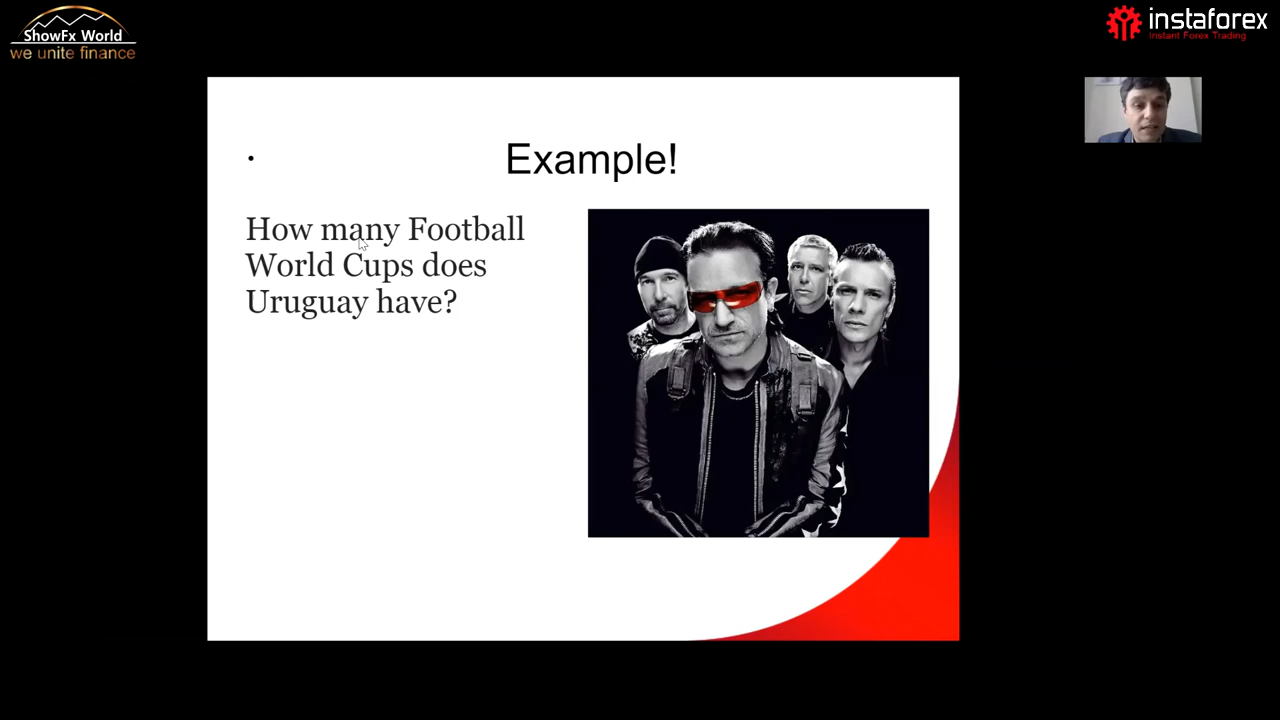 ShowFx World
we unite finance
instaforex
Instant Forex Trading
Example!
How many Football
World Cups does
Uruguay have?